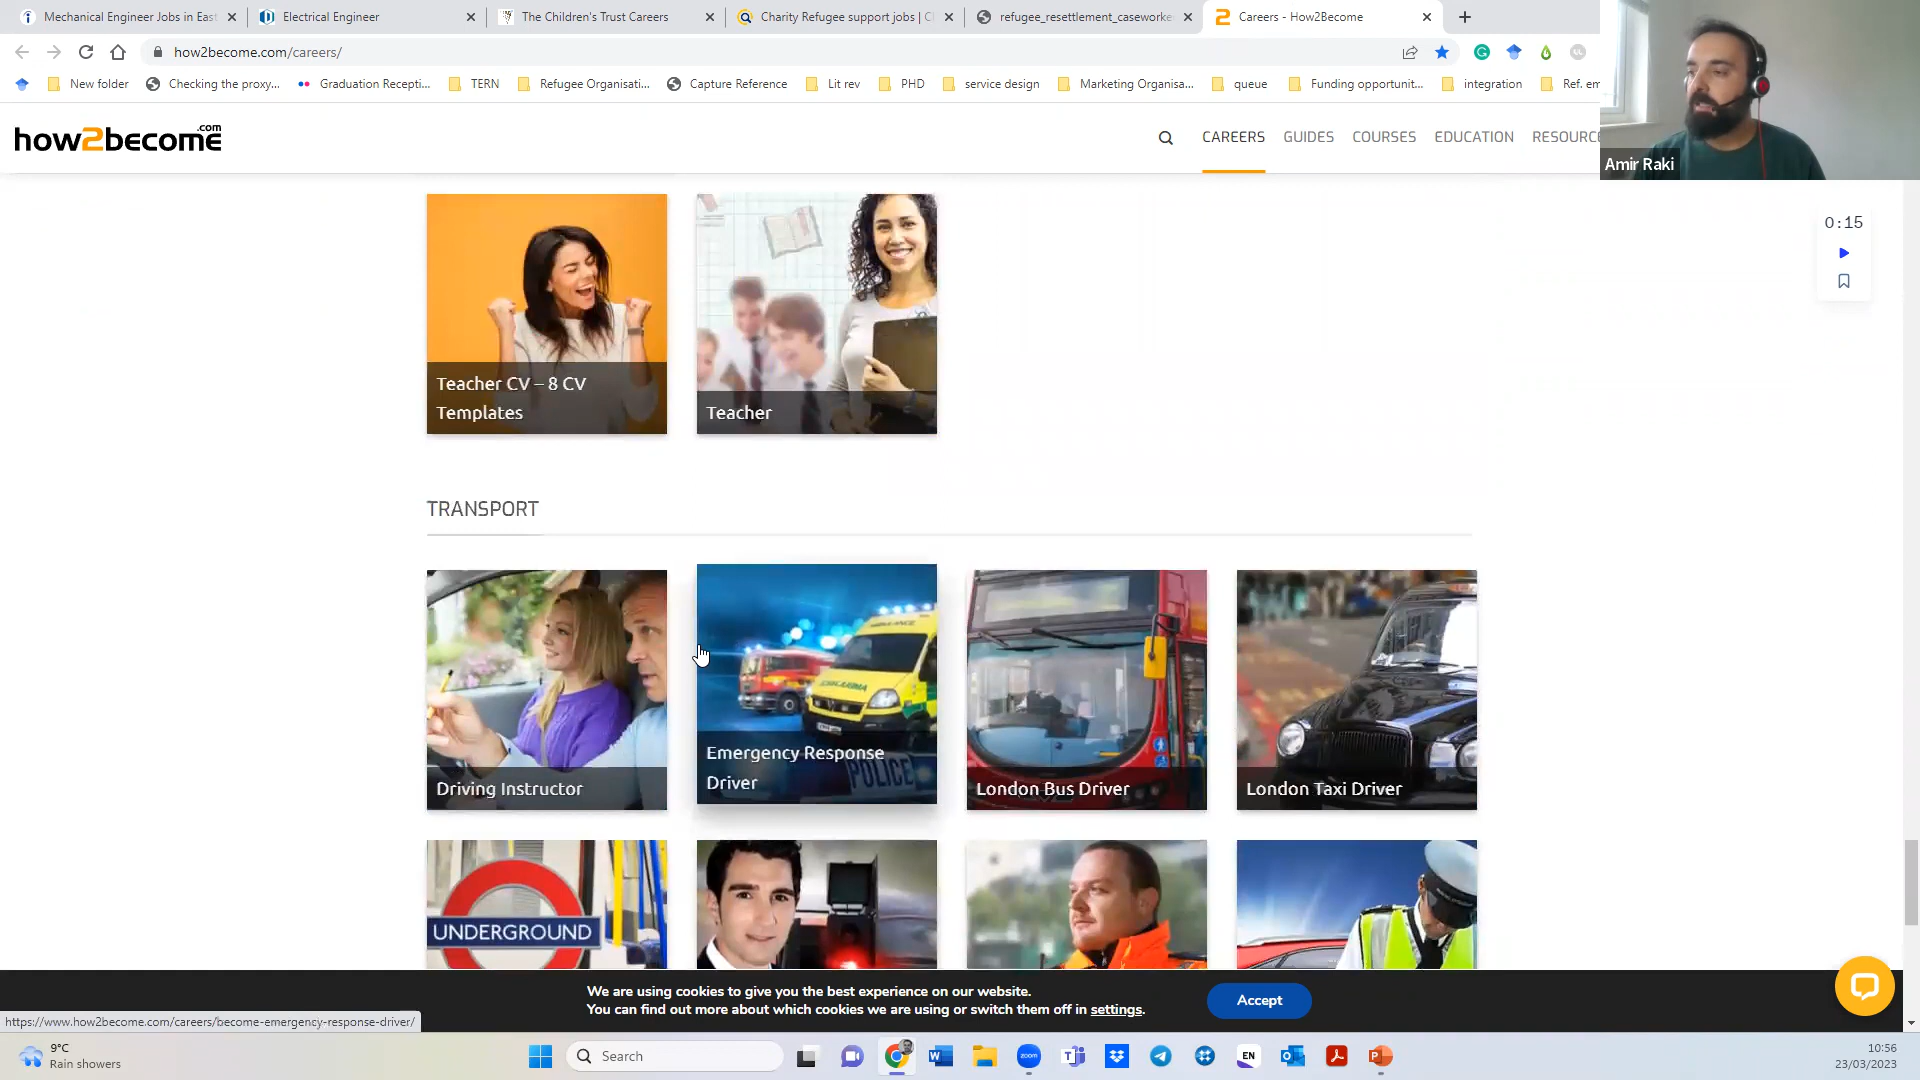 Mechanical Engineer Jobs in East
Electrical Engineer
The Children's Trust Careers
Charity Refugee support jobs | C
refugee_resettlement_caseworke
Careers - How2Become
how2become.com/careers/
New folder
Checking the proxy...
Graduation Recepti...
TERN
Refugee Organisati...
Capture Reference
Lit rev
PHD
service design
Marketing Organisa...
queue
Funding opportunit...
integration
Ref. em
how2become.com
CAREERS
GUIDES
COURSES
EDUCATION
RESOURCE
Amir Raki
0:15
Teacher CV – 8 CV
Templates
Teacher
TRANSPORT
AMBULANCE
POLICE
Driving Instructor
Emergency Response
Driver
London Bus Driver
London Taxi Driver
UNDERGROUND
We are using cookies to give you the best experience on our website.
You can find out more about which cookies we are using or switch them off in settings.
Accept
https://www.how2become.com/careers/become-emergency-response-driver/
9°C
Rain showers
Search
zoom
EN
10:56
23/03/2023